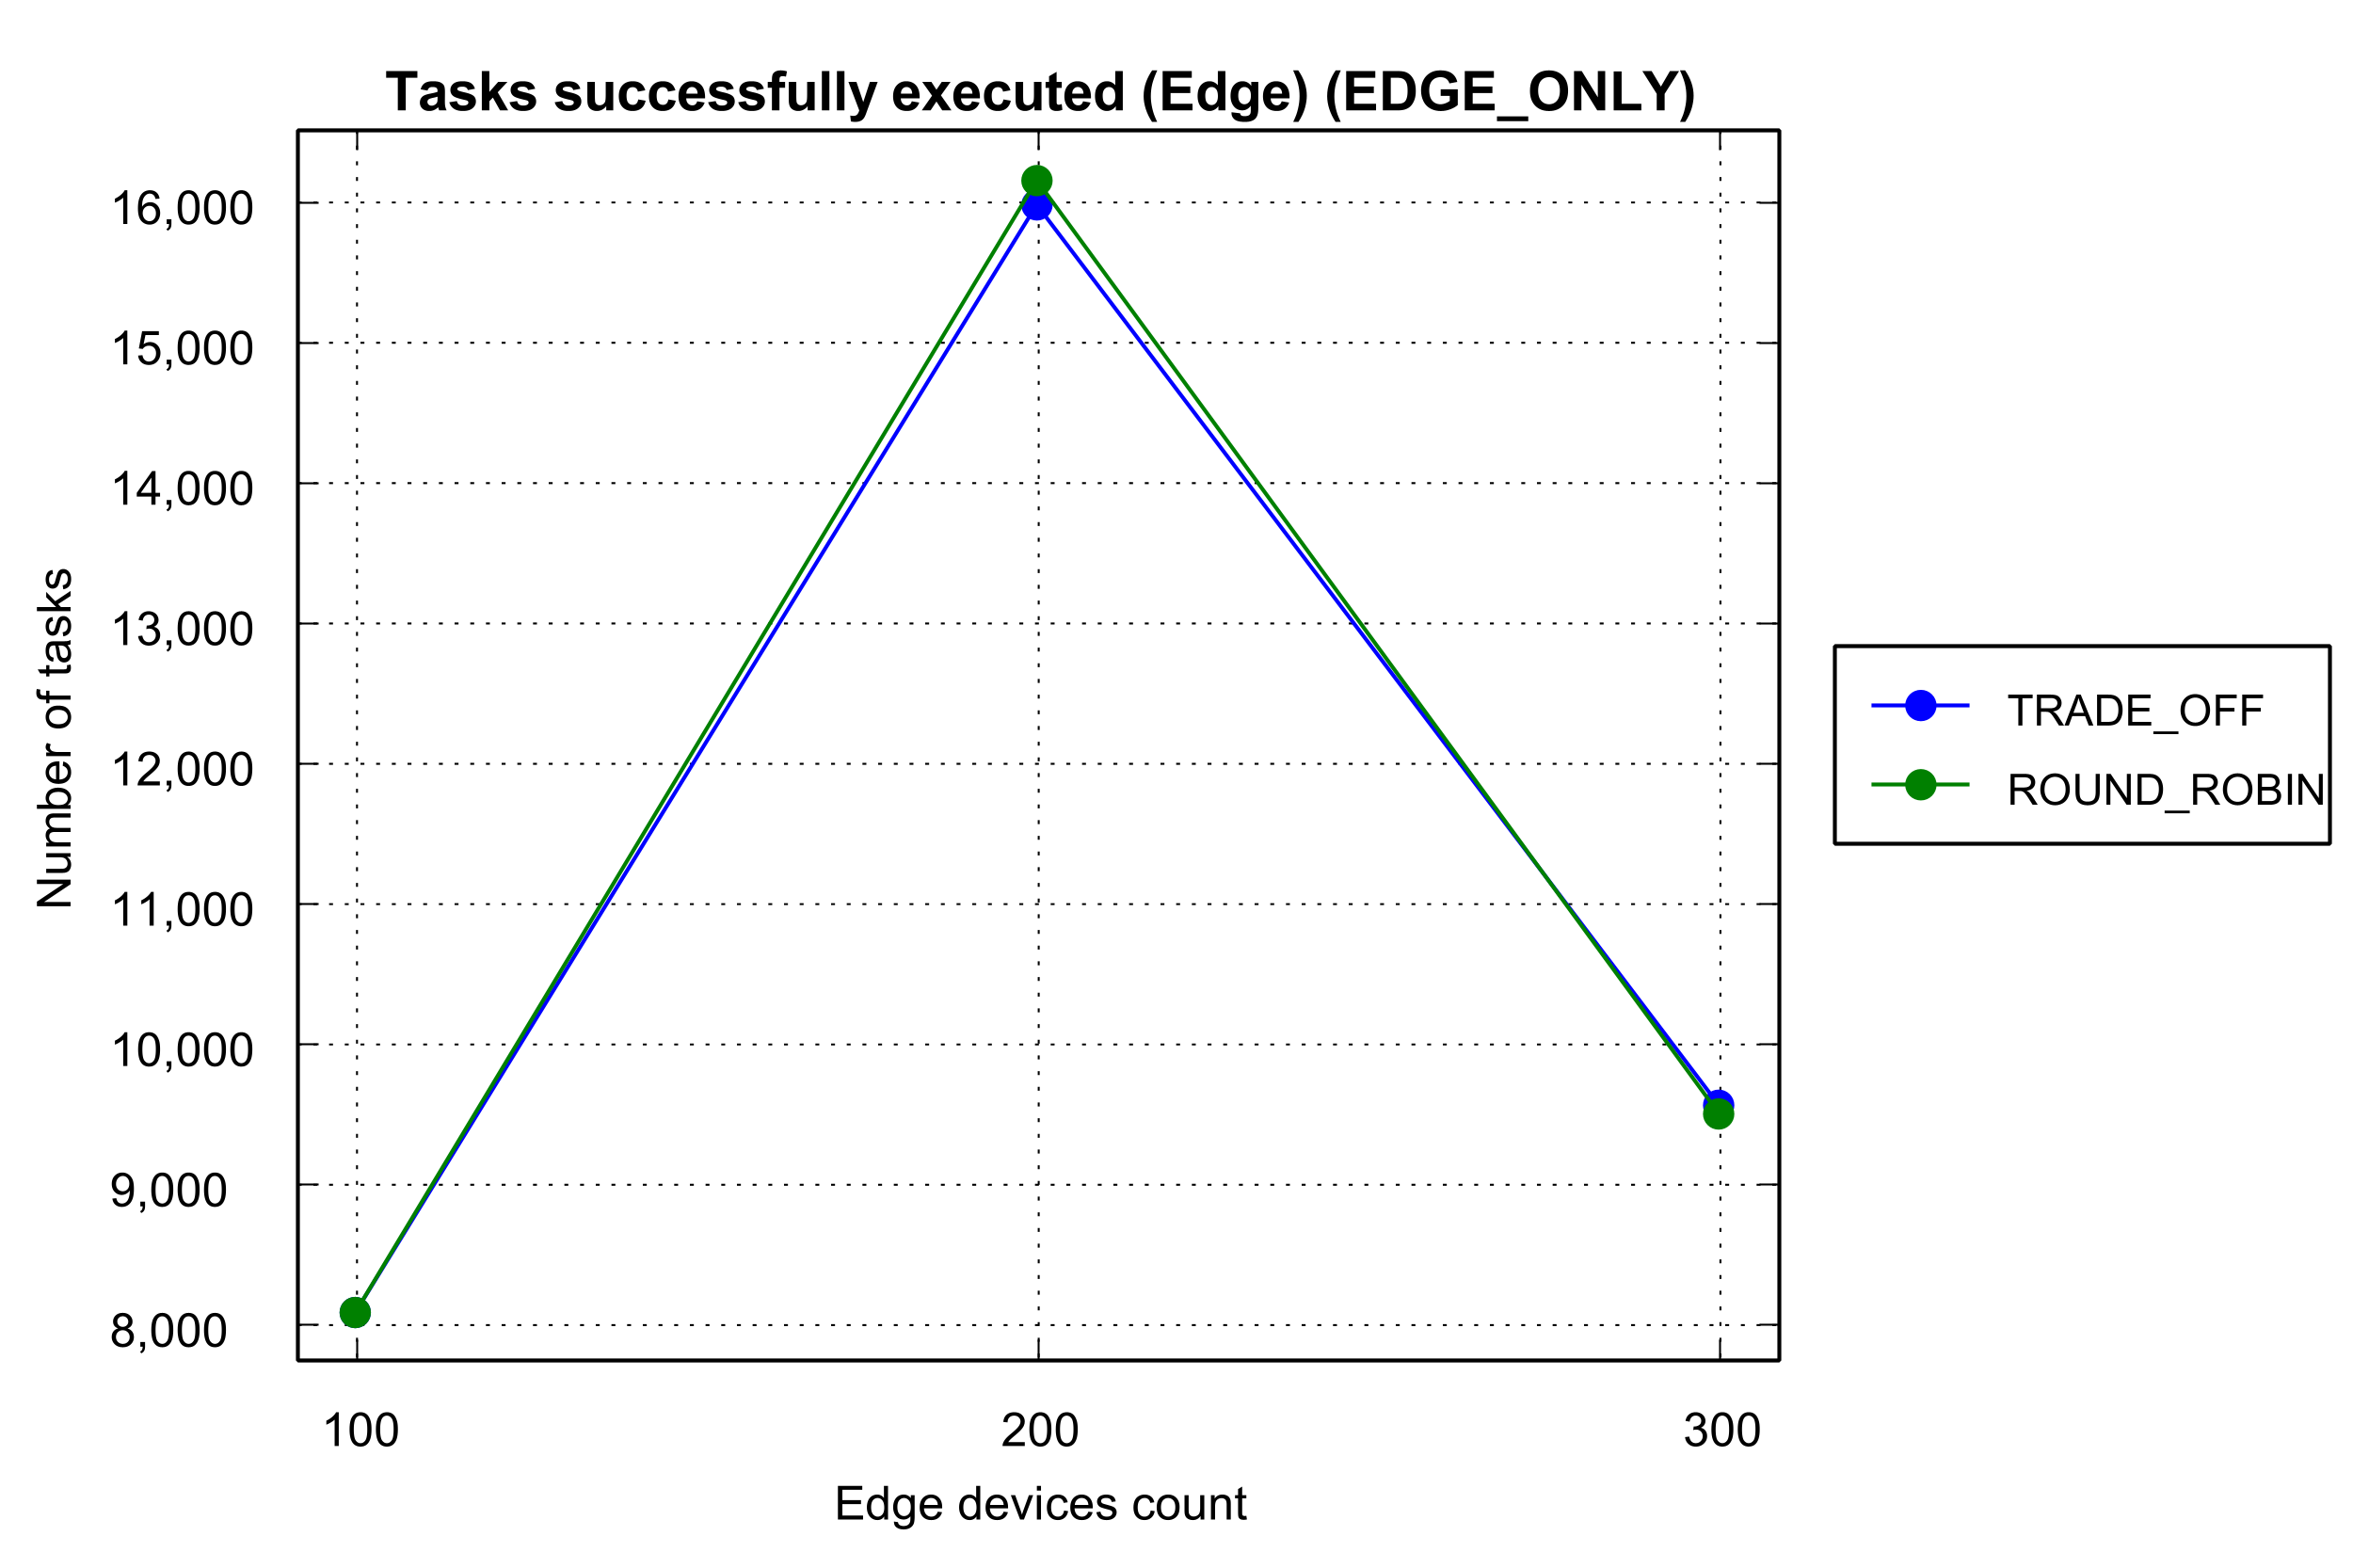 Tasks successfully executed (Edge) (EDGE_ONLY)
16,000
15,000
14,000
13,000
12,000
11,000
10,000
9,000
8,000
Number of tasks
100 200 300
Edge devices count
TRADE_OFF
ROUND_ROBIN